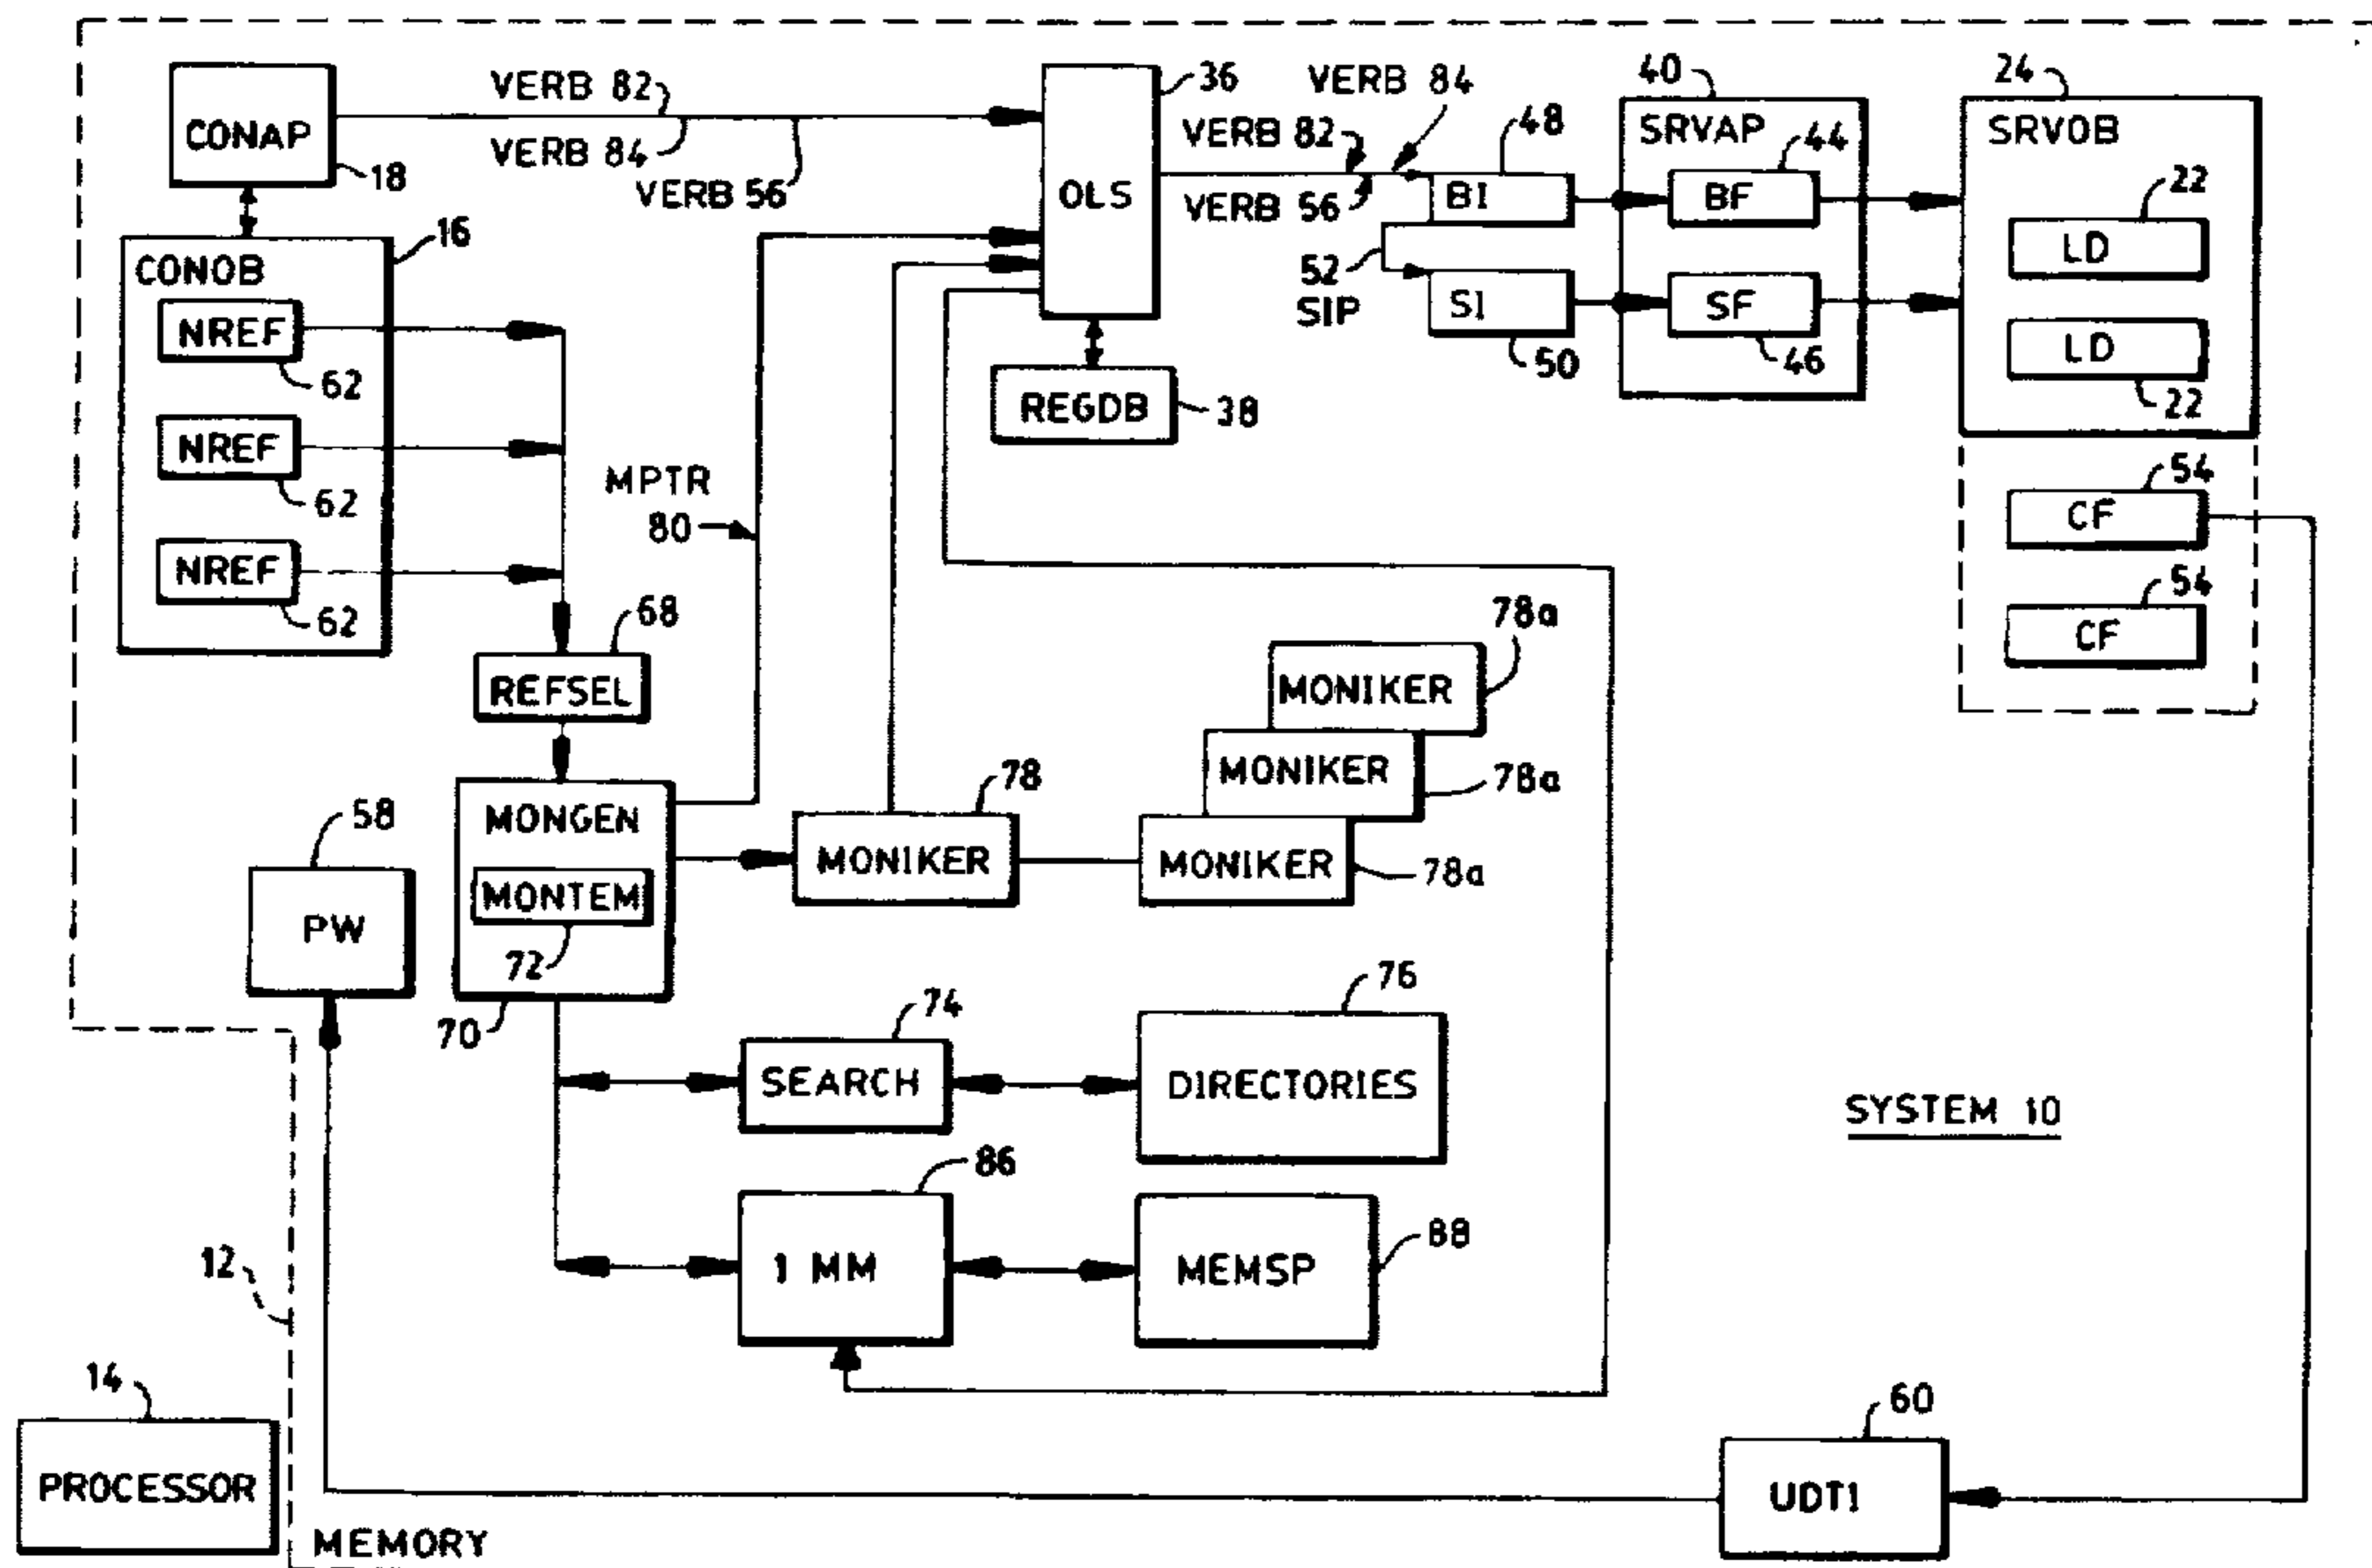 VERB 82
VERB 84
VERB 56
CONAP
18
36
OLS
VERB 84
VERB 82
VERB 56
48
BI
52
SIP
SI
50
40
SRVAP
44
BF
SF
46
24
SRVOB
22
LD
LD
22
16
CONOB
NREF
62
NREF
62
NREF
62
REGDB
38
54
CF
54
CF
MPTR
80
68
REFSEL
78a
MONIKER
MONIKER
78a
MONIKER
78a
78
MONIKER
MONGEN
MONTEM
72
70
58
PW
74
SEARCH
76
DIRECTORIES
SYSTEM 10
86
1 MM
MEMSP
88
12
14
PROCESSOR
MEMORY
60
UDT1